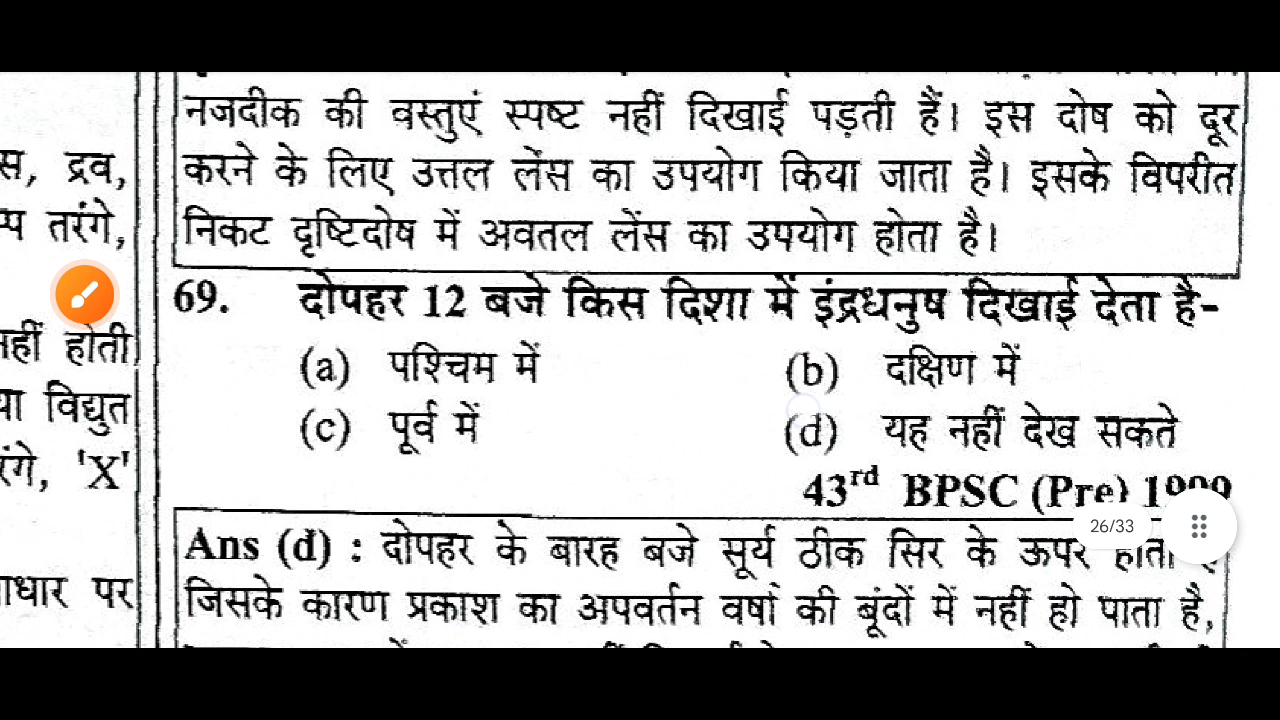 नजदीक की वस्तुएं स्पष्ट नहीं दिखाई पड़ती हैं। इस दोष को दूर
करने के लिए उत्तल लेंस का उपयोग किया जाता है। इसके विपरीत
निकट दृष्टिदोष में अवतल लेंस का उपयोग होता है।
स, द्रव,
तरंगे,
होती
विद्युत
'X'
पर
69. दोपहर 12 बजे किस दिशा में इंद्रधनुष दिखाई देता है-
(a) पश्चिम में (b) दक्षिण में
(c) पूर्व में (d) यह नहीं देख सकते
43rd BPSC (Pre)
26/33
Ans (d) : दोपहर के बारह बजे सूर्य ठीक सिर के ऊपर
जिसके कारण प्रकाश का अपवर्तन वर्षा की बूंदों में नहीं हो पाता है,